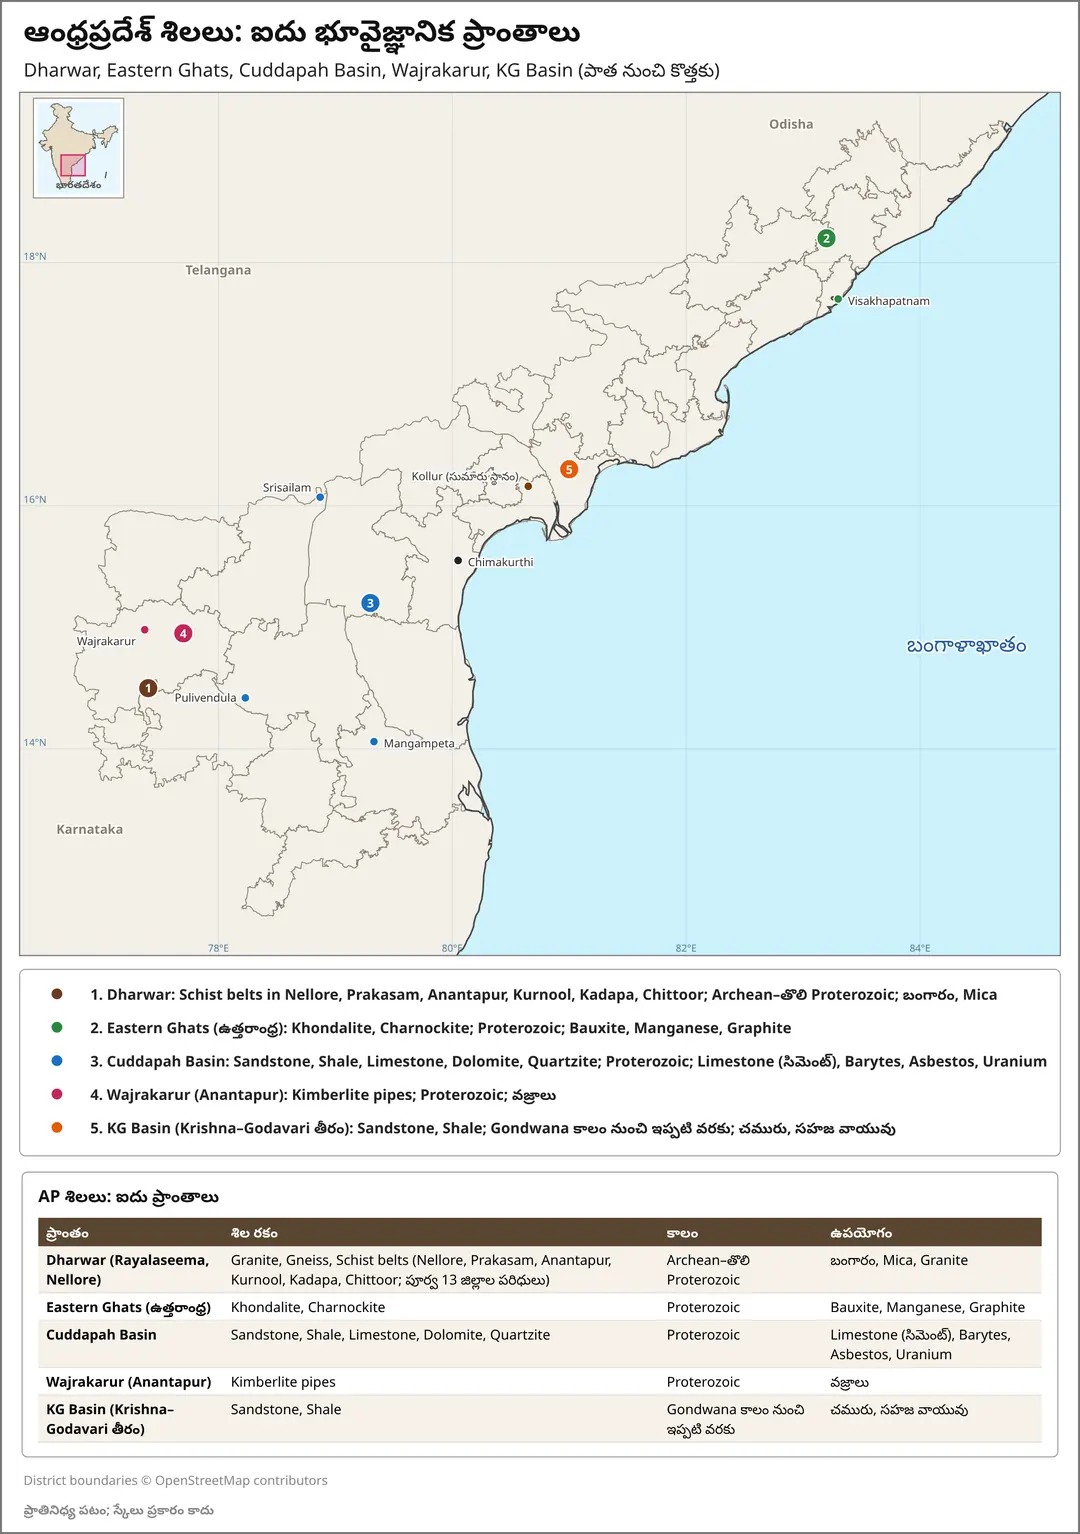 ఆంధ్రప్రదేశ్ శిలలు: ఐదు భూవైజ్ఞానిక ప్రాంతాలు
Dharwar, Eastern Ghats, Cuddapah Basin, Wajrakarur, KG Basin (పాత నుంచి కొత్తకు)
భారతదేశం
Odisha
2
18°N
Telangana
Visakhapatnam
5
Kollur (సుమారు స్థానం)
Srisailam
16°N
Chimakurthi
3
4
Wajrakarur
బంగాళాఖాతం
1
Pulivendula
14°N
Mangampeta
Karnataka
78°E
80°E
82°E
84°E
1. Dharwar: Schist belts in Nellore, Prakasam, Anantapur, Kurnool, Kadapa, Chittoor; Archean–తొలి Proterozoic; బంగారం, Mica
2. Eastern Ghats (ఉత్తరాంధ్ర): Khondalite, Charnockite; Proterozoic; Bauxite, Manganese, Graphite
3. Cuddapah Basin: Sandstone, Shale, Limestone, Dolomite, Quartzite; Proterozoic; Limestone (సిమెంట్), Barytes, Asbestos, Uranium
4. Wajrakarur (Anantapur): Kimberlite pipes; Proterozoic; వజ్రాలు
5. KG Basin (Krishna–Godavari తీరం): Sandstone, Shale; Gondwana కాలం నుంచి ఇప్పటి వరకు; చమురు, సహజ వాయువు
AP శిలలు: ఐదు ప్రాంతాలు
ప్రాంతం శిల రకం కాలం ఉపయోగం
Dharwar (Rayalaseema, Granite, Gneiss, Schist belts (Nellore, Prakasam, Anantapur, Archean–తొలి బంగారం, Mica, Granite
Nellore) Kurnool, Kadapa, Chittoor; పూర్వ 13 జిల్లాల పరిధులు) Proterozoic
Eastern Ghats (ఉత్తరాంధ్ర) Khondalite, Charnockite Proterozoic Bauxite, Manganese, Graphite
Cuddapah Basin Sandstone, Shale, Limestone, Dolomite, Quartzite Proterozoic Limestone (సిమెంట్), Barytes,
Asbestos, Uranium
Wajrakarur (Anantapur) Kimberlite pipes Proterozoic వజ్రాలు
KG Basin (Krishna– Sandstone, Shale Gondwana కాలం నుంచి చమురు, సహజ వాయువు
Godavari తీరం) ఇప్పటి వరకు
District boundaries © OpenStreetMap contributors
ప్రాతినిధ్య పటం; స్కేలు ప్రకారం కాదు